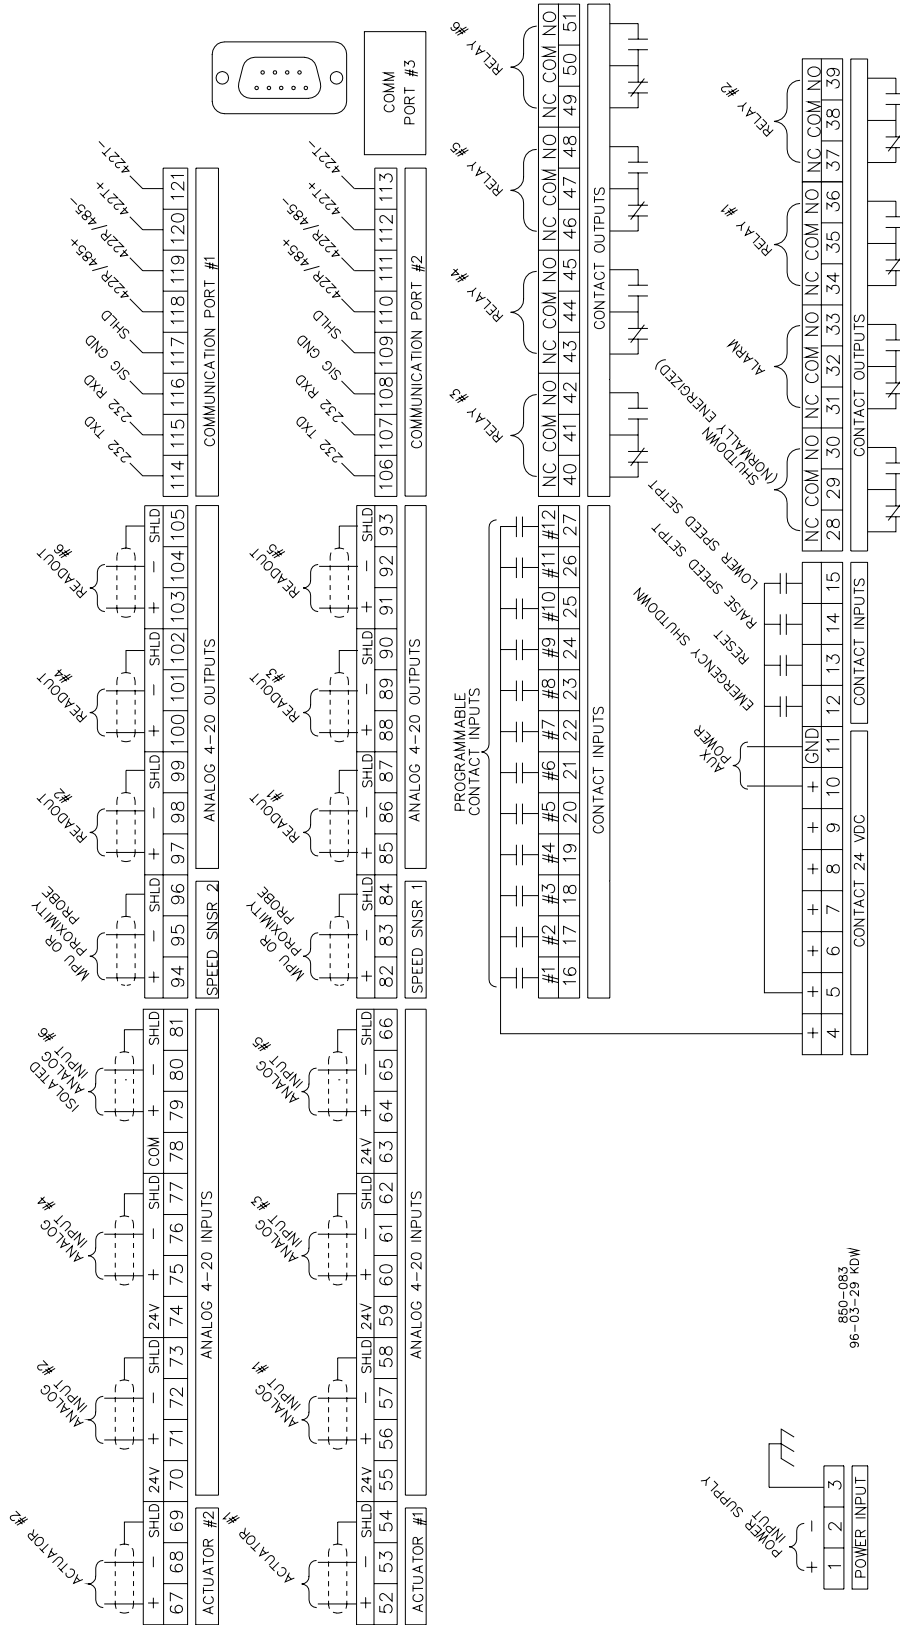 ACTUATOR #2
ANALOG
INPUT #2
ANALOG
INPUT #4
ISOLATED
ANALOG
INPUT #6
MPU OR
PROXIMITY
PROBE
READOUT
#2
READOUT
#4
READOUT
#6
232 TXD
232 RXD
SIG GND
SHLD
422R/485+
422R/485-
422T+
422T-
+ - SHLD 24V + - SHLD 24V + - SHLD COM + - SHLD
+ - SHLD + - SHLD + - SHLD + - SHLD
67 68 69 70 71 72 73 74 75 76 77 78 79 80 81
94 95 96 97 98 99 100 101 102 103 104 105
114 115 116 117 118 119 120 121
ACTUATOR #2
ANALOG 4-20 INPUTS
SPEED SNSR 2
ANALOG 4-20 OUTPUTS
COMMUNICATION PORT #1
ACTUATOR #1
ANALOG
INPUT #1
ANALOG
INPUT #3
ANALOG
INPUT #5
MPU OR
PROXIMITY
PROBE
READOUT
#1
READOUT
#3
READOUT
#5
232 TXD
232 RXD
SIG GND
SHLD
422R/485+
422R/485-
422T+
422T-
+ - SHLD 24V + - SHLD 24V + - SHLD 24V + - SHLD
+ - SHLD + - SHLD + - SHLD + - SHLD
52 53 54 55 56 57 58 59 60 61 62 63 64 65 66
82 83 84 85 86 87 88 89 90 91 92 93
106 107 108 109 110 111 112 113
ACTUATOR #1
ANALOG 4-20 INPUTS
SPEED SNSR 1
ANALOG 4-20 OUTPUTS
COMMUNICATION PORT #2
COMM
PORT #3
PROGRAMMABLE
CONTACT INPUTS
RELAY #3
RELAY #4
RELAY #5
RELAY #6
#1 #2 #3 #4 #5 #6 #7 #8 #9 #10 #11 #12
NC COM NO NC COM NO NC COM NO NC COM NO
16 17 18 19 20 21 22 23 24 25 26 27
40 41 42 43 44 45 46 47 48 49 50 51
CONTACT INPUTS
CONTACT OUTPUTS
POWER SUPPLY
INPUT
+ -
1 2 3
POWER INPUT
850-083
96-03-29 KDW
AUX
POWER
EMERGENCY SHUTDOWN
RESET
RAISE SPEED SETPT
LOWER SPEED SETPT
SHUTDOWN
(NORMALLY ENERGIZED)
ALARM
RELAY #1
RELAY #2
+ + + + + + + GND
NC COM NO NC COM NO NC COM NO NC COM NO
4 5 6 7 8 9 10 11 12 13 14 15
28 29 30 31 32 33 34 35 36 37 38 39
CONTACT 24 VDC
CONTACT INPUTS
CONTACT OUTPUTS